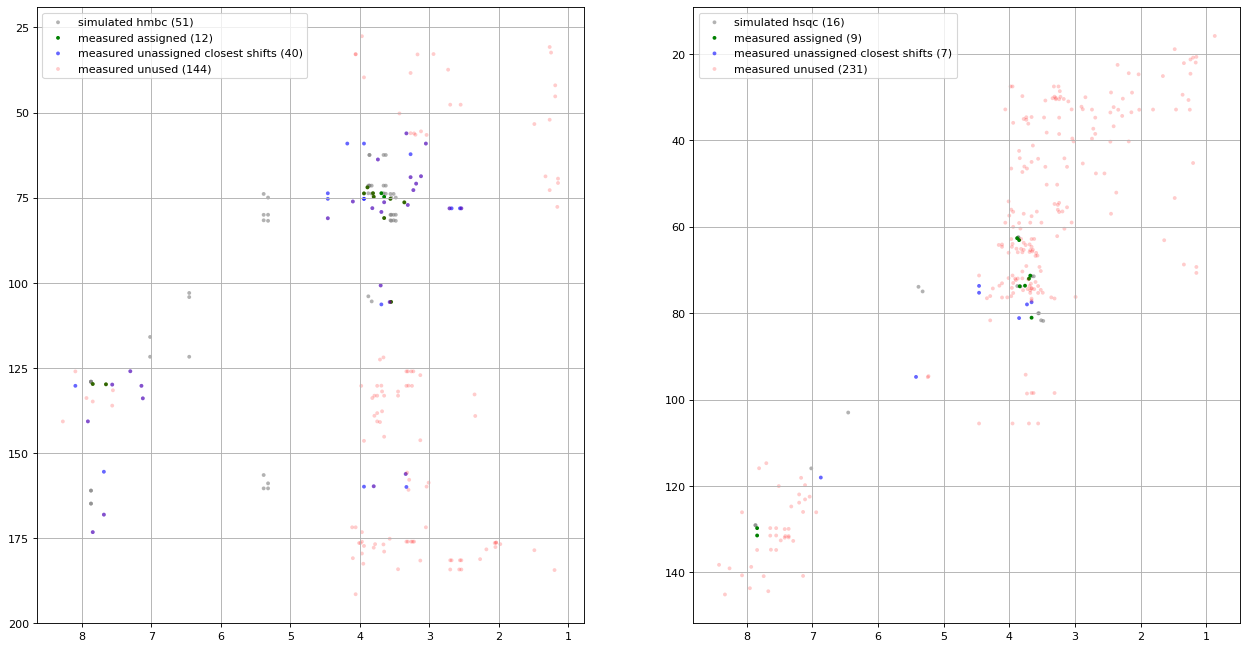 simulated hmbc (51)
measured assigned (12)
measured unassigned closest shifts (40)
measured unused (144)
25
50
75
100
125
150
175
200
8 7 6 5 4 3 2 1
simulated hsqc (16)
measured assigned (9)
measured unassigned closest shifts (7)
measured unused (231)
20
40
60
80
100
120
140
8 7 6 5 4 3 2 1